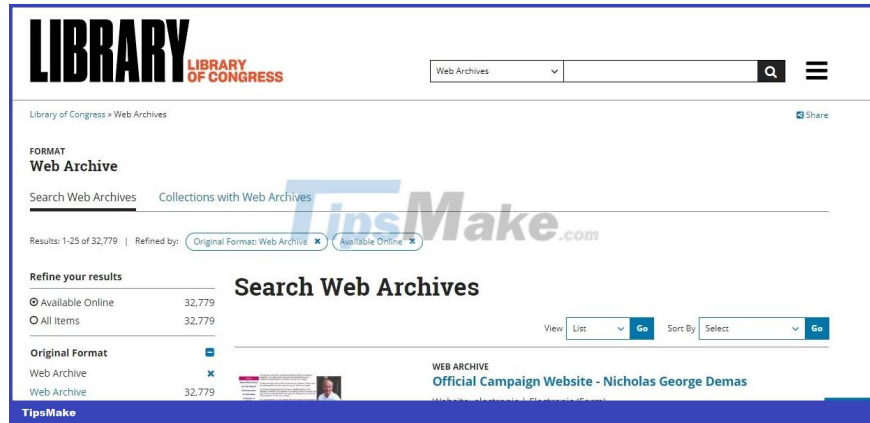 LIBRARY
LIBRARY
OF CONGRESS
Web Archives
Library of Congress » Web Archives
Share
FORMAT
Web Archive
Search Web Archives Collections with Web Archives
TipsMake.com
Results: 1-25 of 32,779 | Refined by: Original Format: Web Archive × Available Online ×
Refine your results
Search Web Archives
Available Online 32,779
All Items 32,779
View List Go Sort By Select Go
Original Format
Web Archive ×
Web Archive 32,779
WEB ARCHIVE
Official Campaign Website - Nicholas George Demas
TipsMake